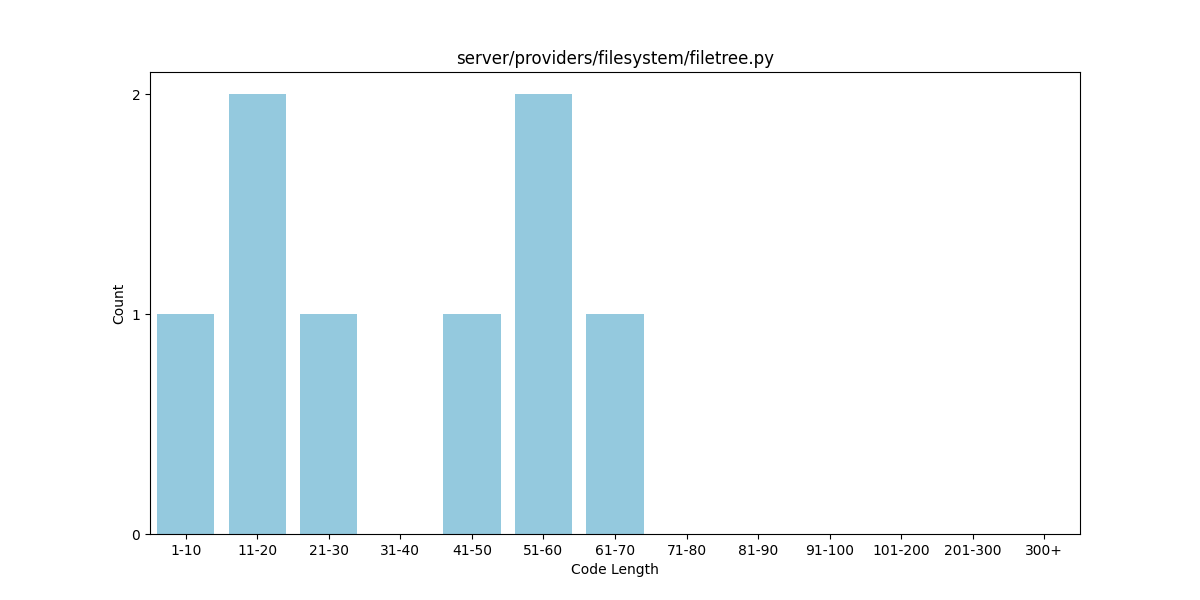 server/providers/filesystem/filetree.py
2
1
0
Count
1-10 11-20 21-30 31-40 41-50 51-60 61-70 71-80 81-90 91-100 101-200 201-300 300+
Code Length